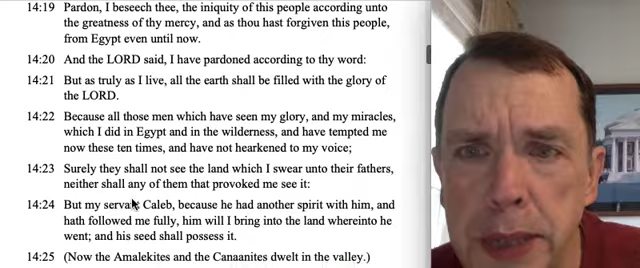 14:19 Pardon, I beseech thee, the iniquity of this people according unto
the greatness of thy mercy, and as thou hast forgiven this people,
from Egypt even until now.
14:20 And the LORD said, I have pardoned according to thy word:
14:21 But as truly as I live, all the earth shall be filled with the glory of
the LORD.
14:22 Because all those men which have seen my glory, and my miracles,
which I did in Egypt and in the wilderness, and have tempted me
now these ten times, and have not hearkened to my voice;
14:23 Surely they shall not see the land which I swear unto their fathers,
neither shall any of them that provoked me see it:
14:24 But my servant Caleb, because he had another spirit with him, and
hath followed me fully, him will I bring into the land whereinto he
went; and his seed shall possess it.
14:25 (Now the Amalekites and the Canaanites dwelt in the valley.)